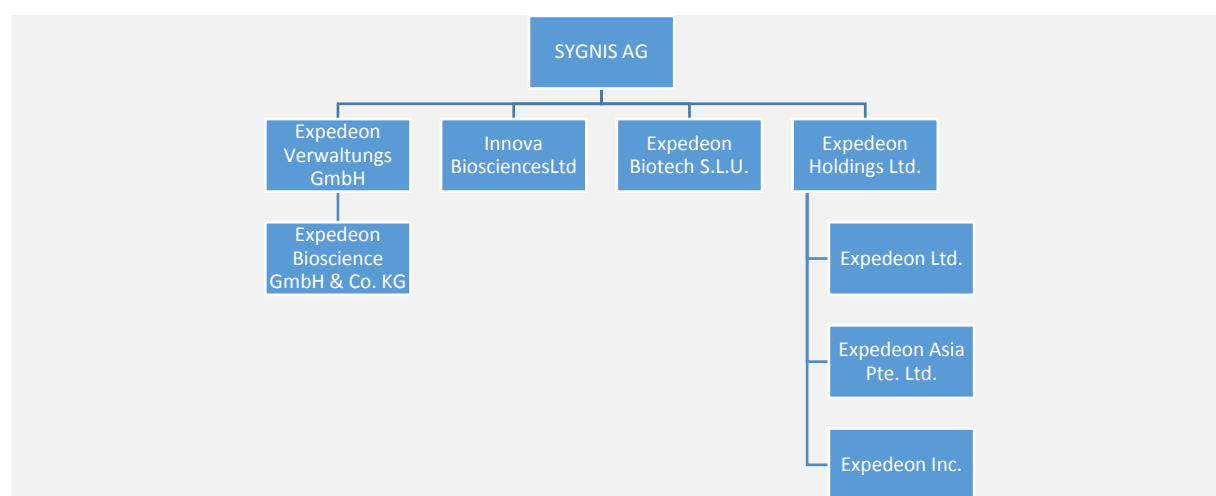 SYGNIS AG
Expedeon
Verwaltungs
GmbH
Innova
BiosciencesLtd
Expedeon
Biotech S.L.U.
Expedeon
Holdings Ltd.
Expedeon
Bioscience
GmbH & Co. KG
Expedeon Ltd.
Expedeon Asia
Pte. Ltd.
Expedeon Inc.